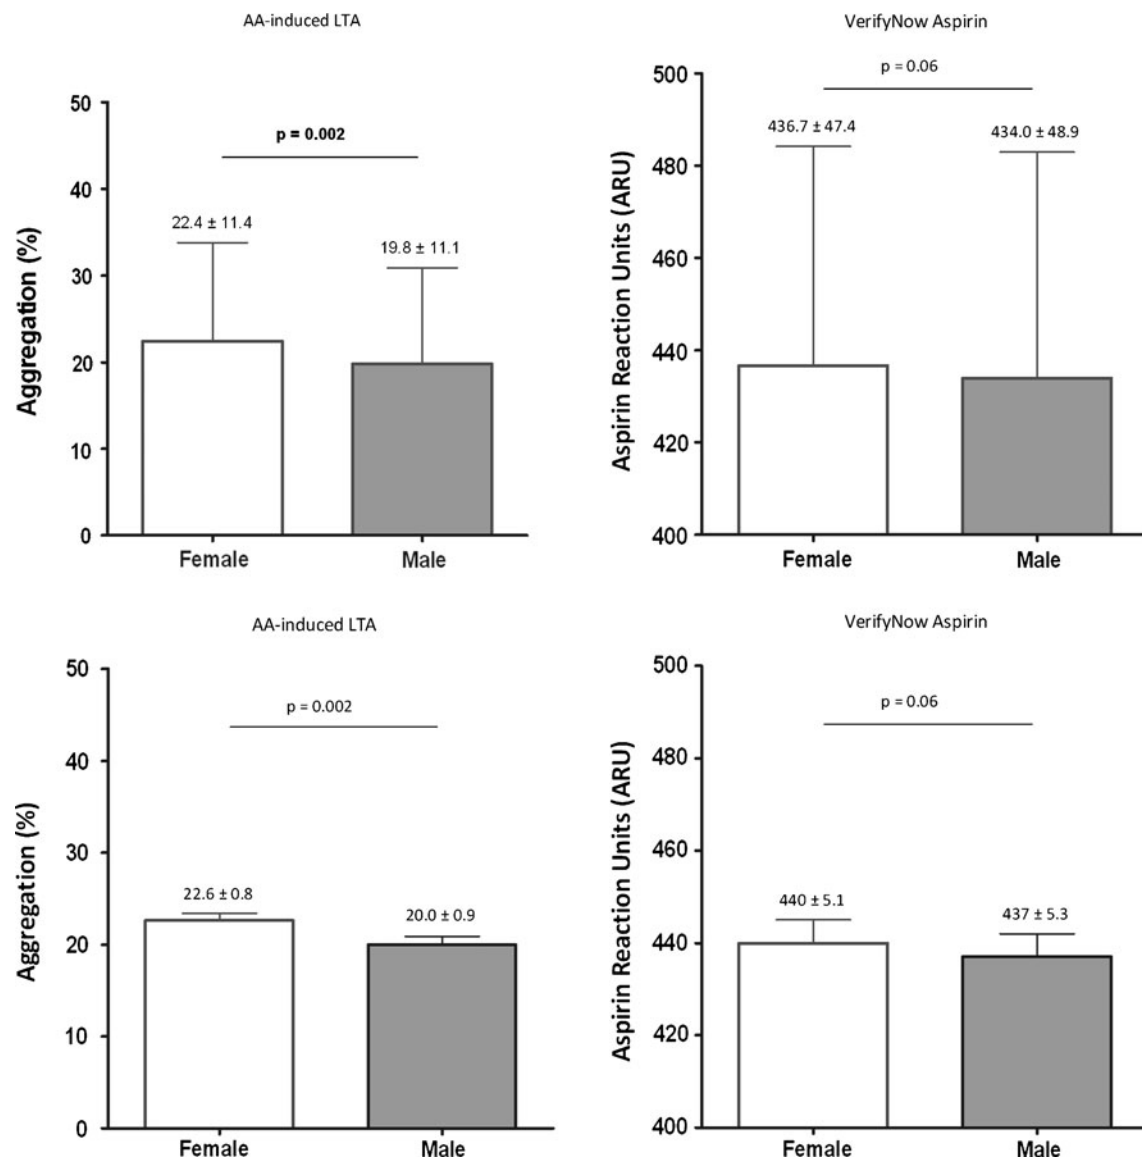 AA-induced LTA
Aggregation (%)
50
40
30
20
10
0
p = 0.002
22.4 ± 11.4
19.8 ± 11.1
Female Male
VerifyNow Aspirin
Aspirin Reaction Units (ARU)
500
480
460
440
420
400
p = 0.06
436.7 ± 47.4
434.0 ± 48.9
Female Male
AA-induced LTA
Aggregation (%)
50
40
30
20
10
0
p = 0.002
22.6 ± 0.8
20.0 ± 0.9
Female Male
VerifyNow Aspirin
Aspirin Reaction Units (ARU)
500
480
460
440
420
400
p = 0.06
440 ± 5.1
437 ± 5.3
Female Male